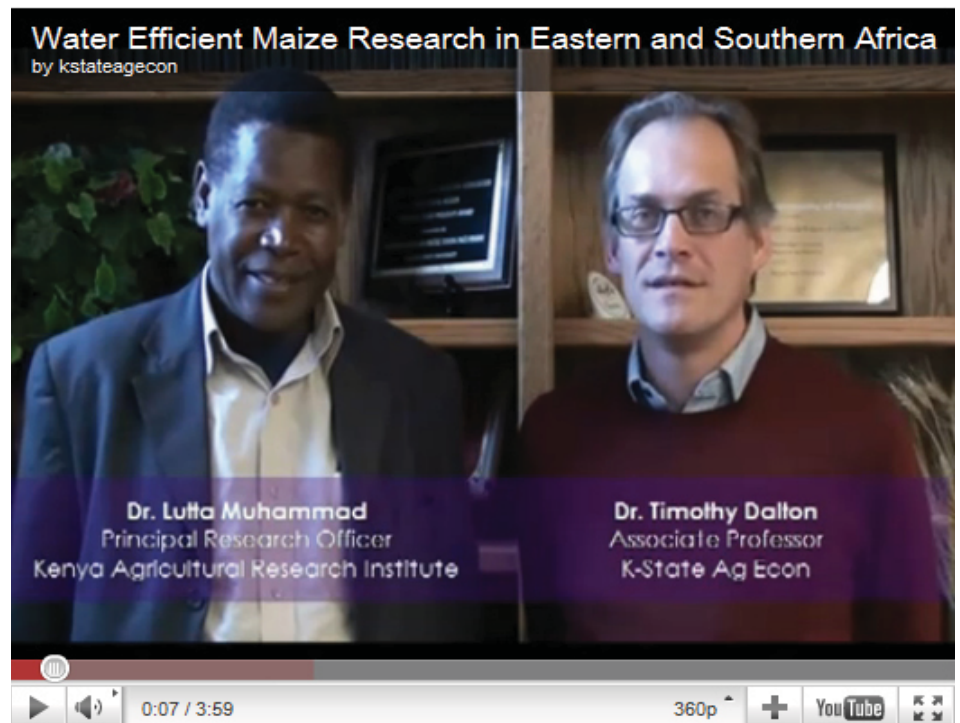 Water Efficient Maize Research in Eastern and Southern Africa
by kstateagecon
Dr. Lutta Muhammad
Principal Research Officer
Kenya Agricultural Research Institute
Dr. Timothy Dalton
Associate Professor
K-State Ag Econ
0:07 / 3:59
360p
YouTube